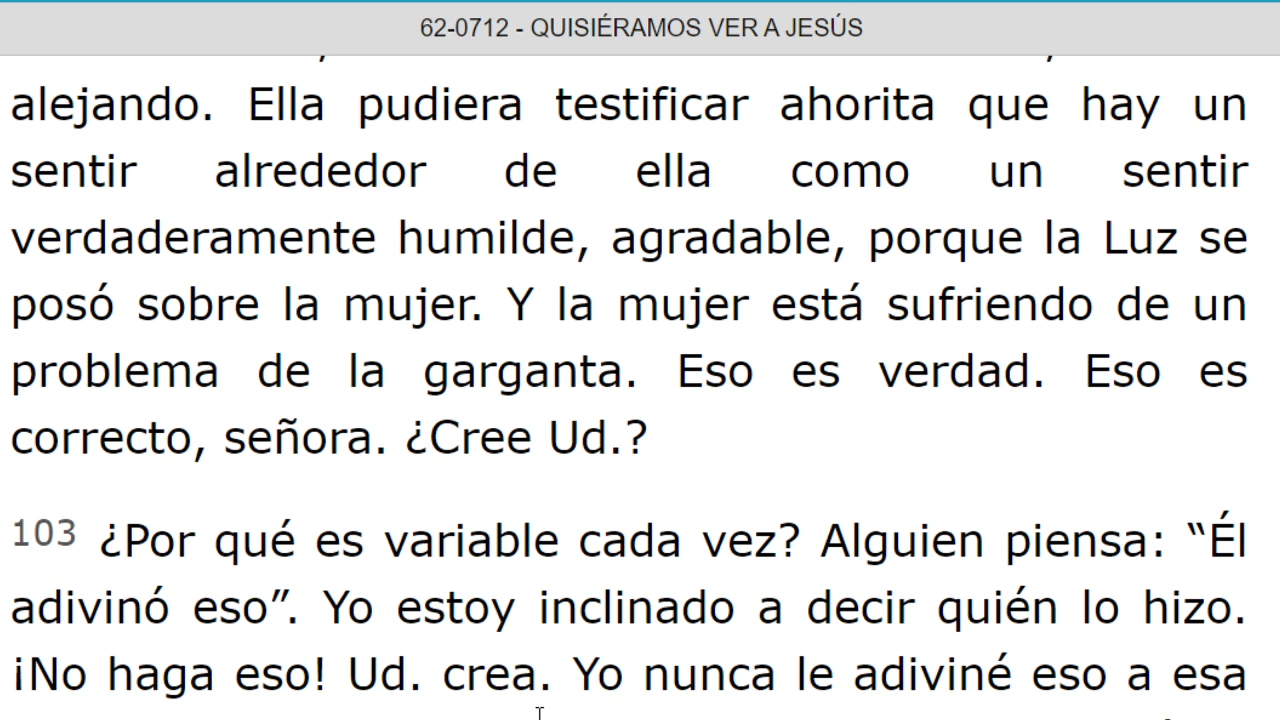 62-0712 - QUISIÉRAMOS VER A JESÚS
alejando. Ella pudiera testificar ahorita que hay un
sentir alrededor de ella como un sentir
verdaderamente humilde, agradable, porque la Luz se
posó sobre la mujer. Y la mujer está sufriendo de un
problema de la garganta. Eso es verdad. Eso es
correcto, señora. ¿Cree Ud.?
103 ¿Por qué es variable cada vez? Alguien piensa: “Él
adivinó eso”. Yo estoy inclinado a decir quién lo hizo.
¡No haga eso! Ud. crea. Yo nunca le adiviné eso a esa